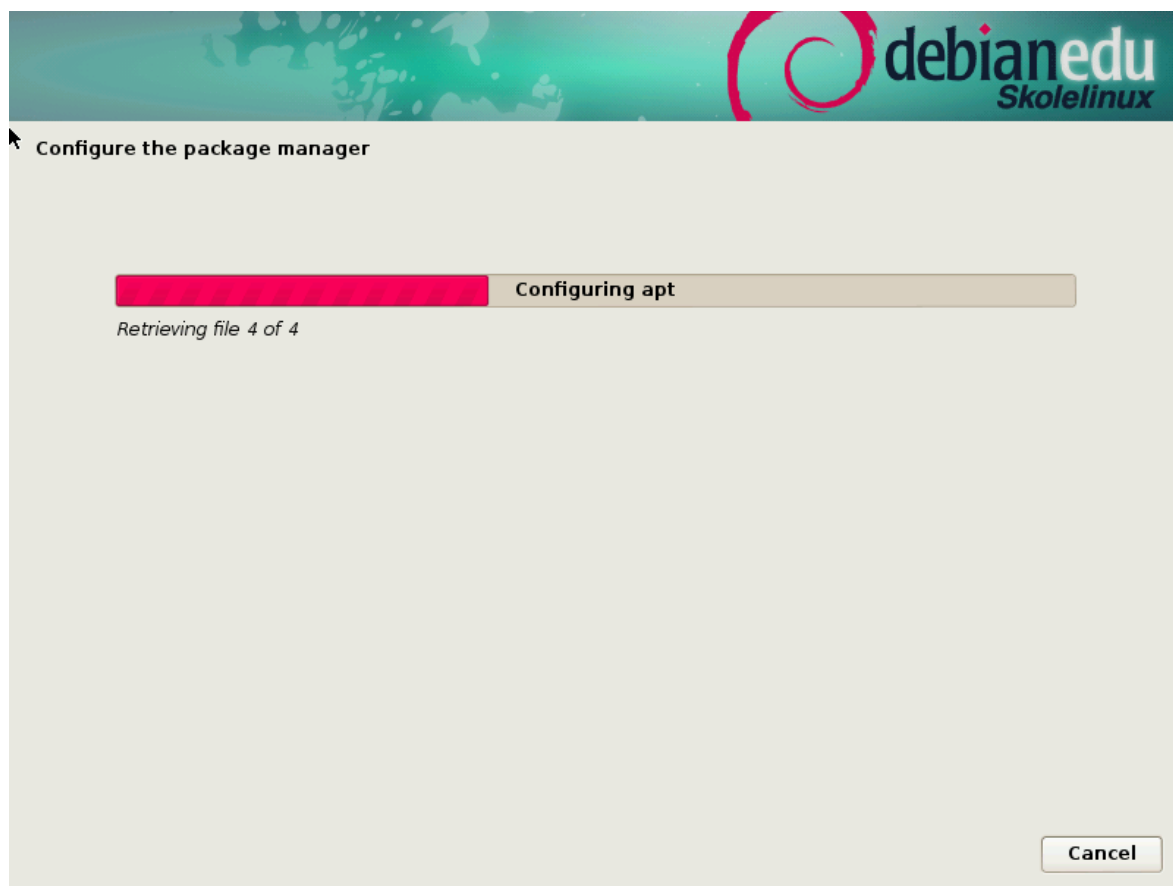 debianedu
Skolelinux
Configure the package manager
Configuring apt
Retrieving file 4 of 4
Cancel